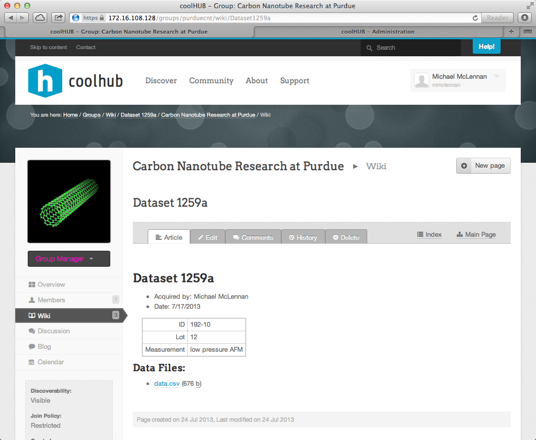 coolHUB – Group: Carbon Nanotube Research at Purdue
https 172.16.108.128/groups/purduecnt/wiki/Dataset1259a
Reader
coolHUB – Group: Carbon Nanotube Research at Purdue
coolHUB – Administration
Skip to content
Contact
Search
Help!
h coolhub
Discover
Community
About
Support
Michael McLennan
mmclennan
You are here: Home / Groups / Wiki / Dataset 1259a / Carbon Nanotube Research at Purdue / Wiki
Carbon Nanotube Research at Purdue ► Wiki
New page
Dataset 1259a
Group Manager
Article
Edit
Comments
History
Delete
Index
Main Page
Overview
Members
Wiki
Discussion
Blog
Calendar
Dataset 1259a
• Acquired by: Michael McLennan
• Date: 7/17/2013
ID 192-10
Lot 12
Measurement low pressure AFM
Data Files:
• data.csv (676 b)
Discoverability:
Visible
Join Policy:
Restricted
Page created on 24 Jul 2013, Last modified on 24 Jul 2013